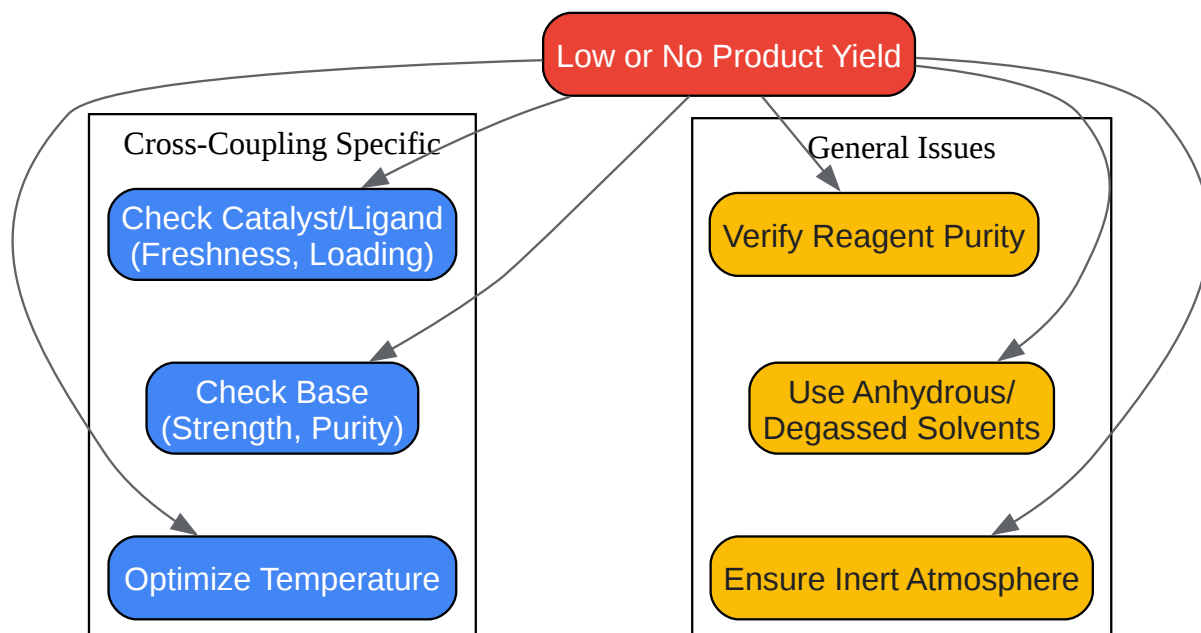 Low or No Product Yield
Cross-Coupling Specific
Check Catalyst/Ligand
(Freshness, Loading)
Check Base
(Strength, Purity)
Optimize Temperature
General Issues
Verify Reagent Purity
Use Anhydrous/
Degassed Solvents
Ensure Inert Atmosphere